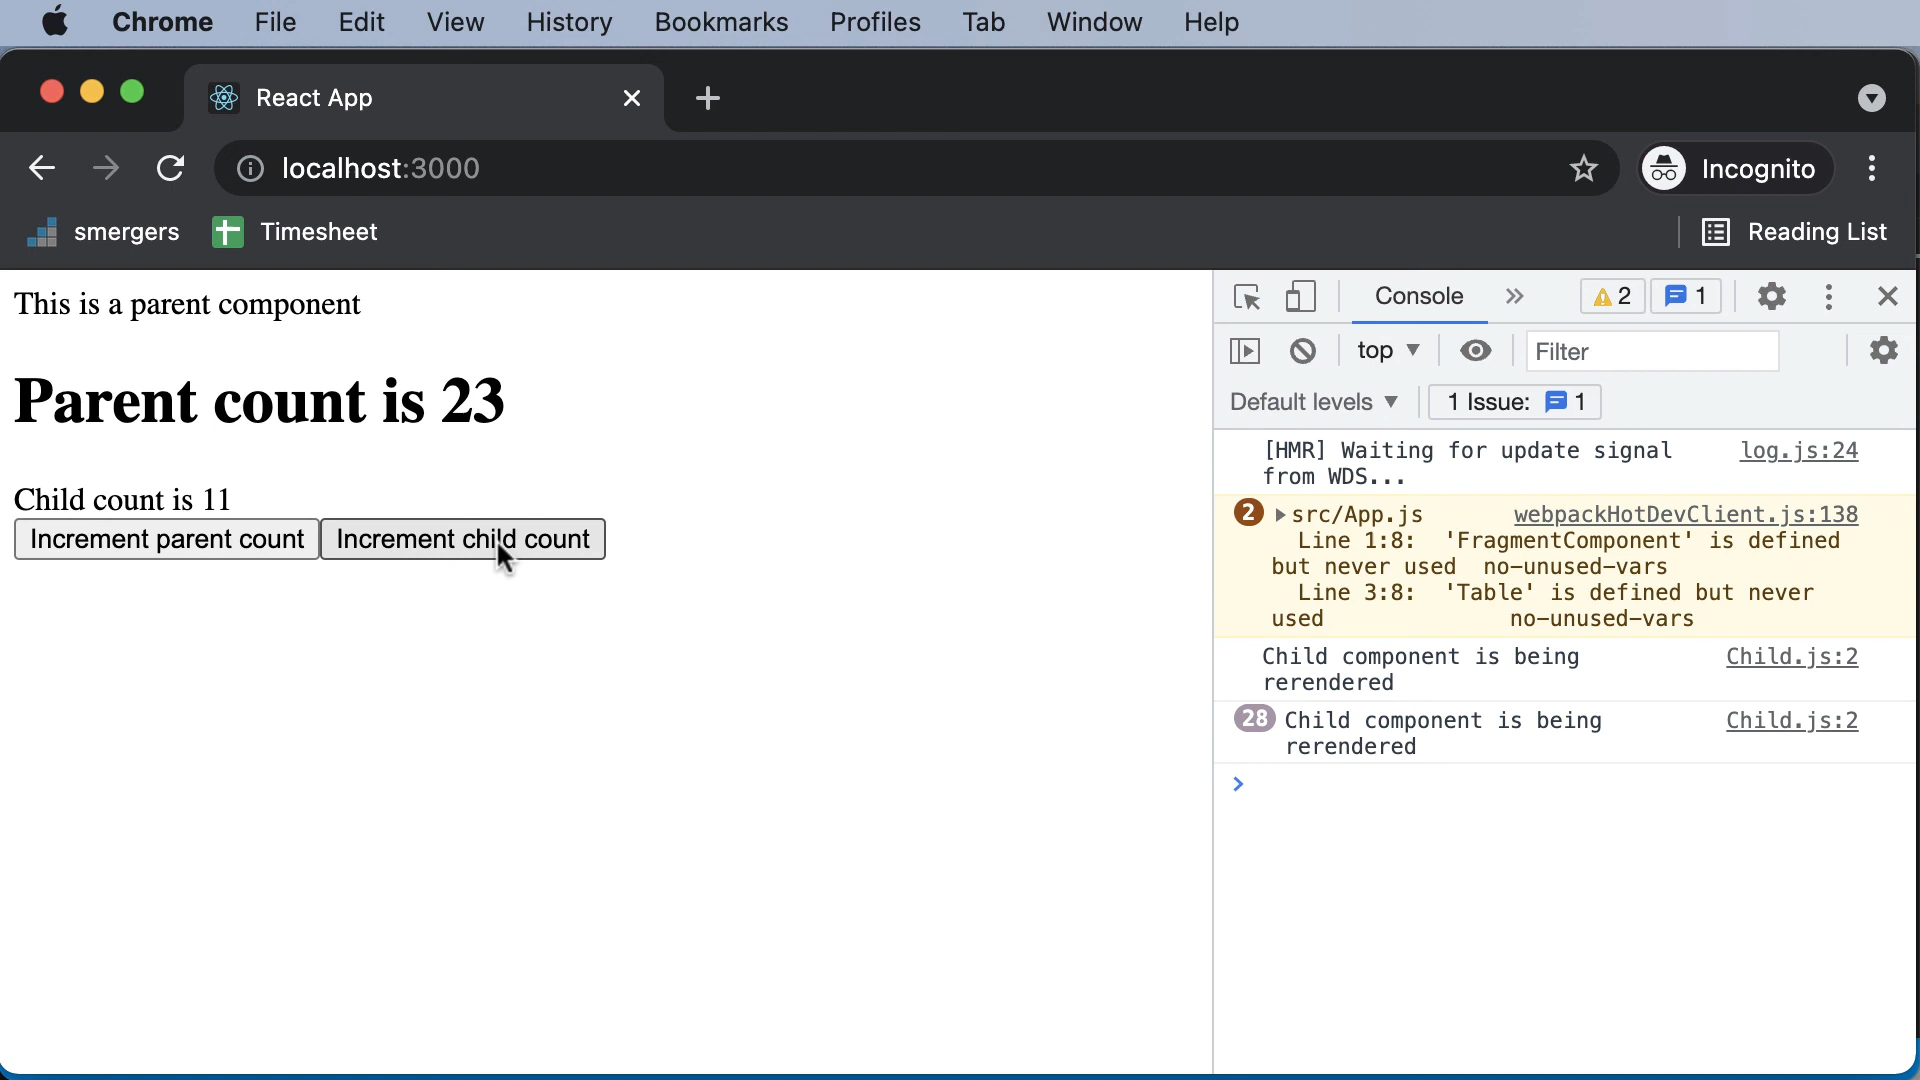 Chrome File Edit View History Bookmarks Profiles Tab Window Help
React App
localhost:3000
Incognito
smergers Timesheet Reading List
This is a parent component
Parent count is 23
Child count is 11
Increment parent count Increment child count
Console 2 1
top Filter
Default levels 1 Issue: 1
[HMR] Waiting for update signal log.js:24
from WDS...
2 src/App.js webpackHotDevClient.js:138
Line 1:8: 'FragmentComponent' is defined
but never used no-unused-vars
Line 3:8: 'Table' is defined but never
used no-unused-vars
Child component is being Child.js:2
rerendered
28 Child component is being Child.js:2
rerendered